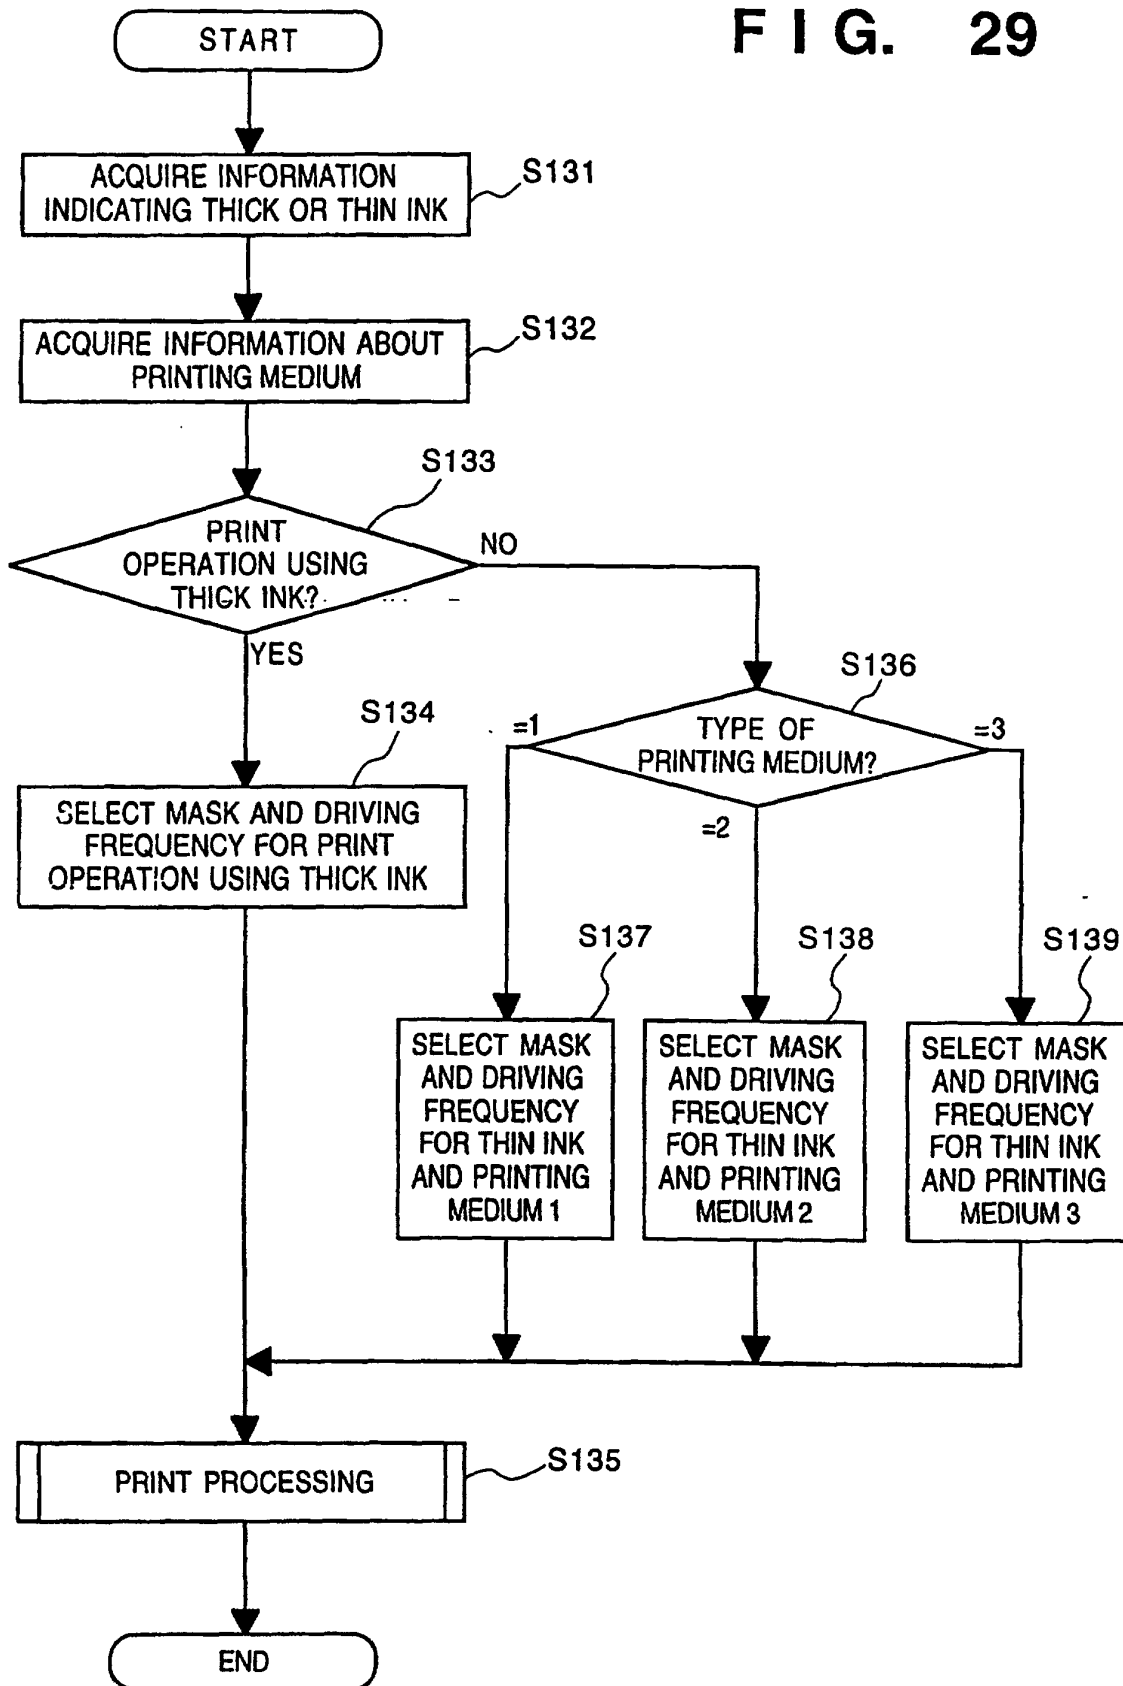 FIG. 29
START
ACQUIRE INFORMATION
INDICATING THICK OR THIN INK
S131
ACQUIRE INFORMATION ABOUT
PRINTING MEDIUM
S132
S133
PRINT
OPERATION USING
THICK INK?
NO
YES
S134
SELECT MASK AND DRIVING
FREQUENCY FOR PRINT
OPERATION USING THICK INK
S136
=1
TYPE OF
PRINTING MEDIUM?
=3
=2
S137
SELECT MASK
AND DRIVING
FREQUENCY
FOR THIN INK
AND PRINTING
MEDIUM 1
S138
SELECT MASK
AND DRIVING
FREQUENCY
FOR THIN INK
AND PRINTING
MEDIUM 2
S139
SELECT MASK
AND DRIVING
FREQUENCY
FOR THIN INK
AND PRINTING
MEDIUM 3
PRINT PROCESSING
S135
END